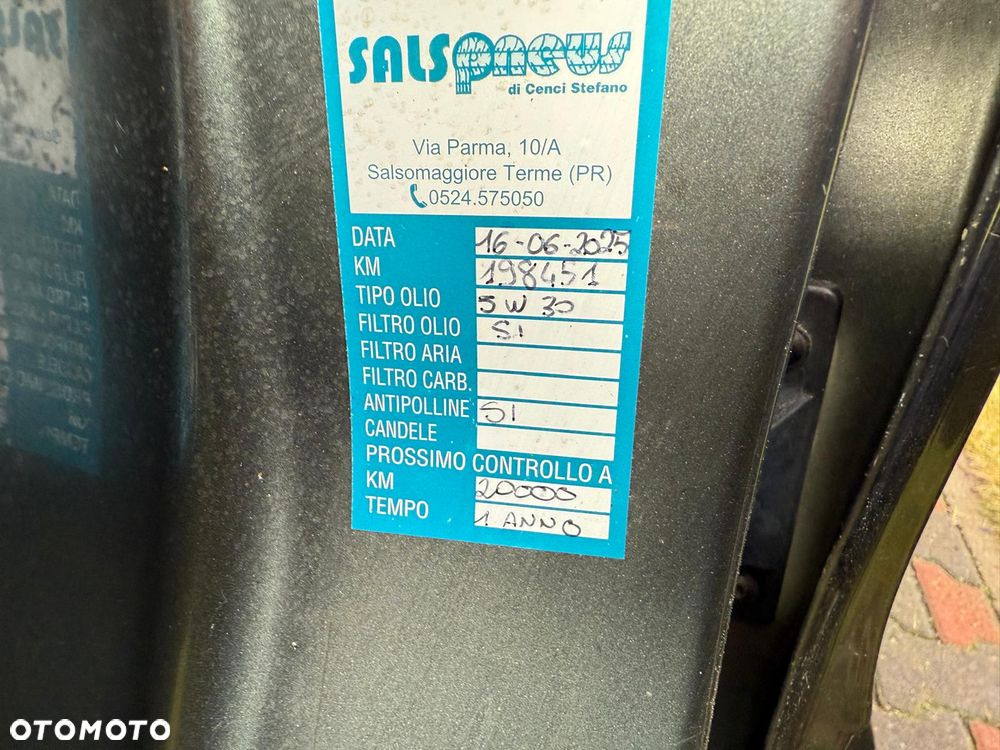 SALSPNEUS
di Cenci Stefano
Via Parma, 10/A
Salsomaggiore Terme (PR)
0524.575050
DATA 16-06-2025
KM 198451
TIPO OLIO 5W30
FILTRO OLIO SI
FILTRO ARIA
FILTRO CARB.
ANTIPOLLINE SI
CANDELE
PROSSIMO CONTROLLO A
KM 20000
TEMPO 1 ANNO
OTOMOTO